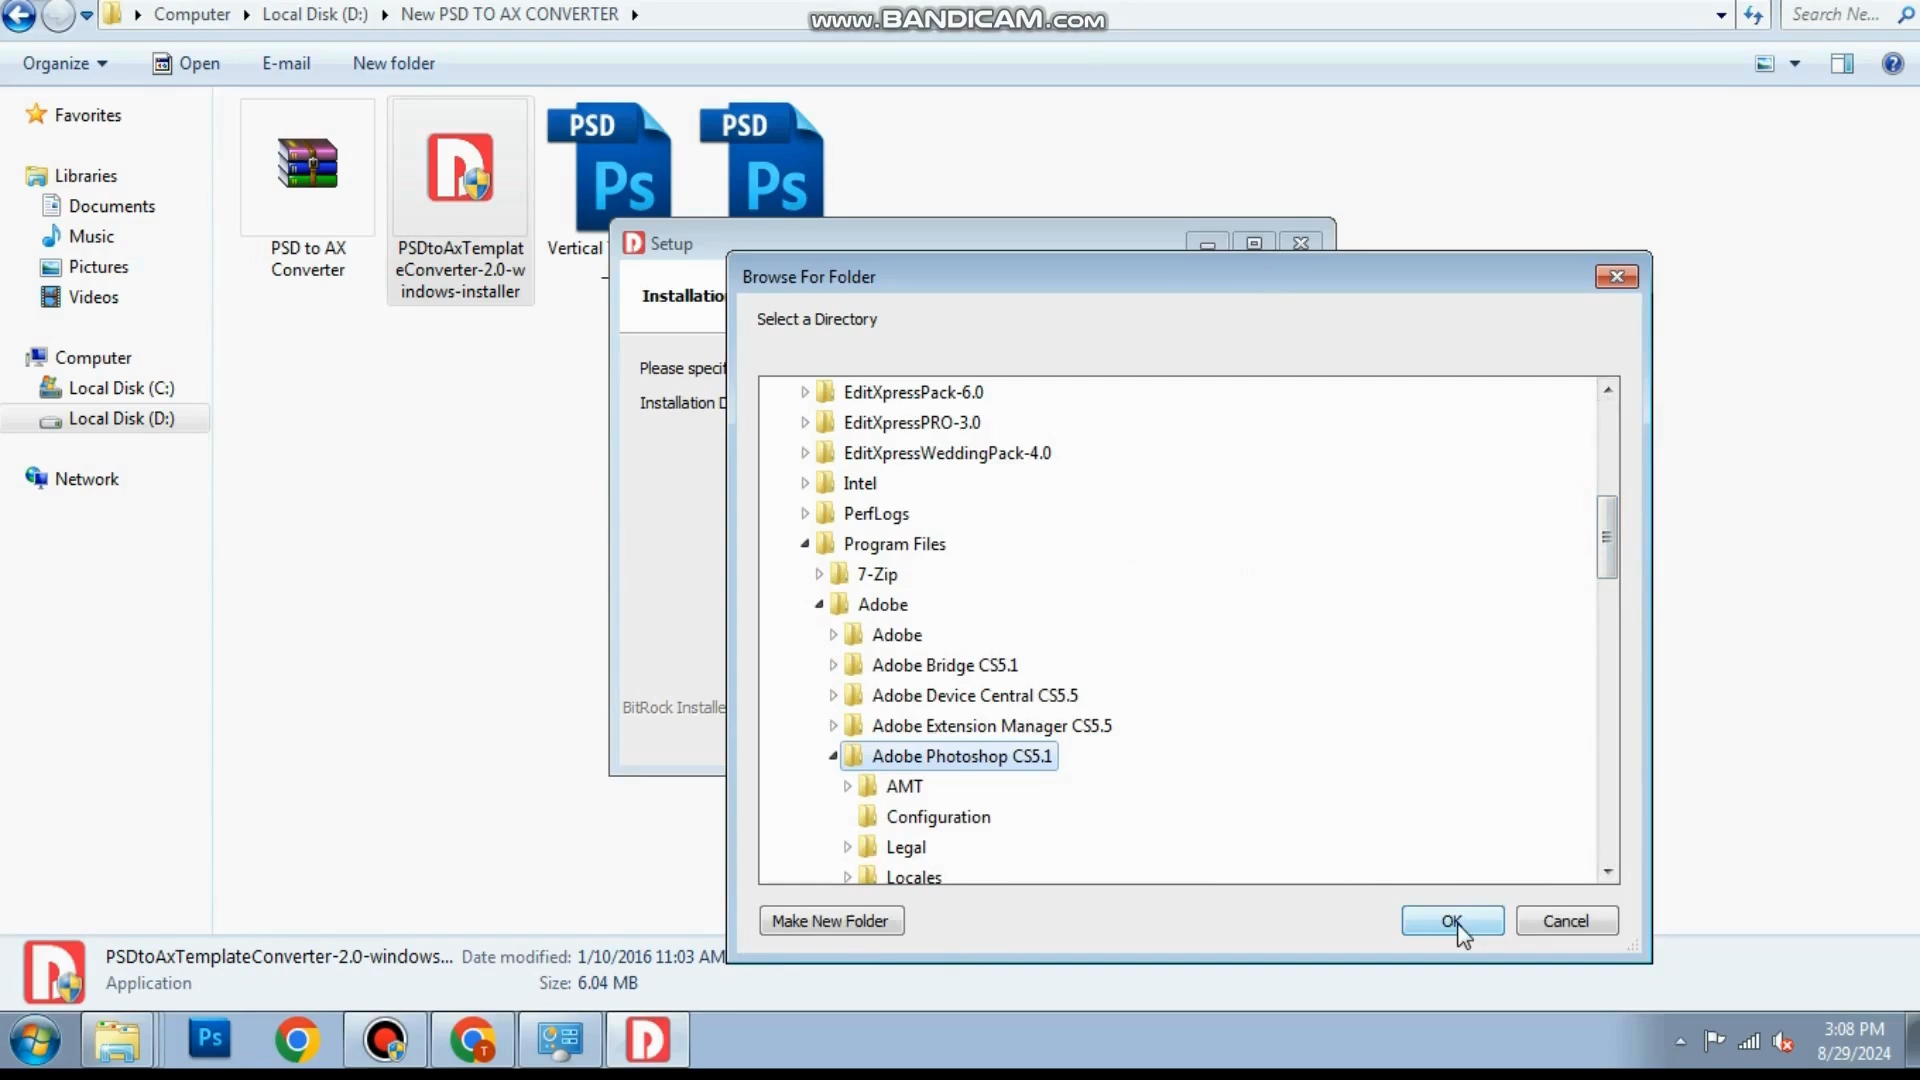 Computer
Local Disk (D:)
New PSD TO AX CONVERTER
www.BANDICAM.com
Search Ne...
Organize
Open
E-mail
New folder
Favorites
Libraries
Documents
Music
Pictures
Videos
Computer
Local Disk (C:)
Local Disk (D:)
Network
PSD to AX
Converter
PSDtoAxTemplat
eConverter-2.0-w
indows-installer
PSD
Ps
Vertical
PSD
Ps
Setup
Installatio
Please specif
Installation D
BitRock Installe
Browse For Folder
Select a Directory
EditXpressPack-6.0
EditXpressPRO-3.0
EditXpressWeddingPack-4.0
Intel
PerfLogs
Program Files
7-Zip
Adobe
Adobe
Adobe Bridge CS5.1
Adobe Device Central CS5.5
Adobe Extension Manager CS5.5
Adobe Photoshop CS5.1
AMT
Configuration
Legal
Locales
Make New Folder
OK
Cancel
PSDtoAxTemplateConverter-2.0-windows...
Date modified: 1/10/2016 11:03 AM
Application
Size: 6.04 MB
Ps
T
3:08 PM
8/29/2024